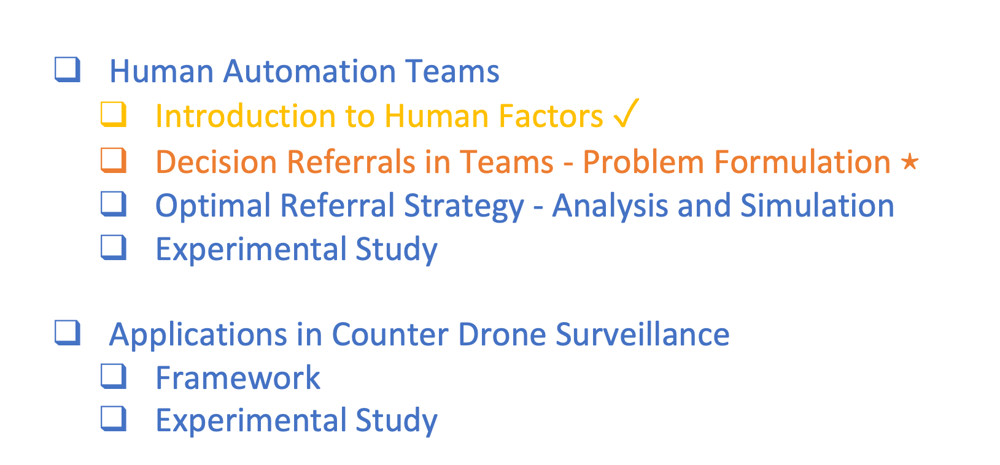 ❑ Human Automation Teams
❑ Introduction to Human Factors ✓
❑ Decision Referrals in Teams - Problem Formulation ⋆
❑ Optimal Referral Strategy - Analysis and Simulation
❑ Experimental Study
❑ Applications in Counter Drone Surveillance
❑ Framework
❑ Experimental Study